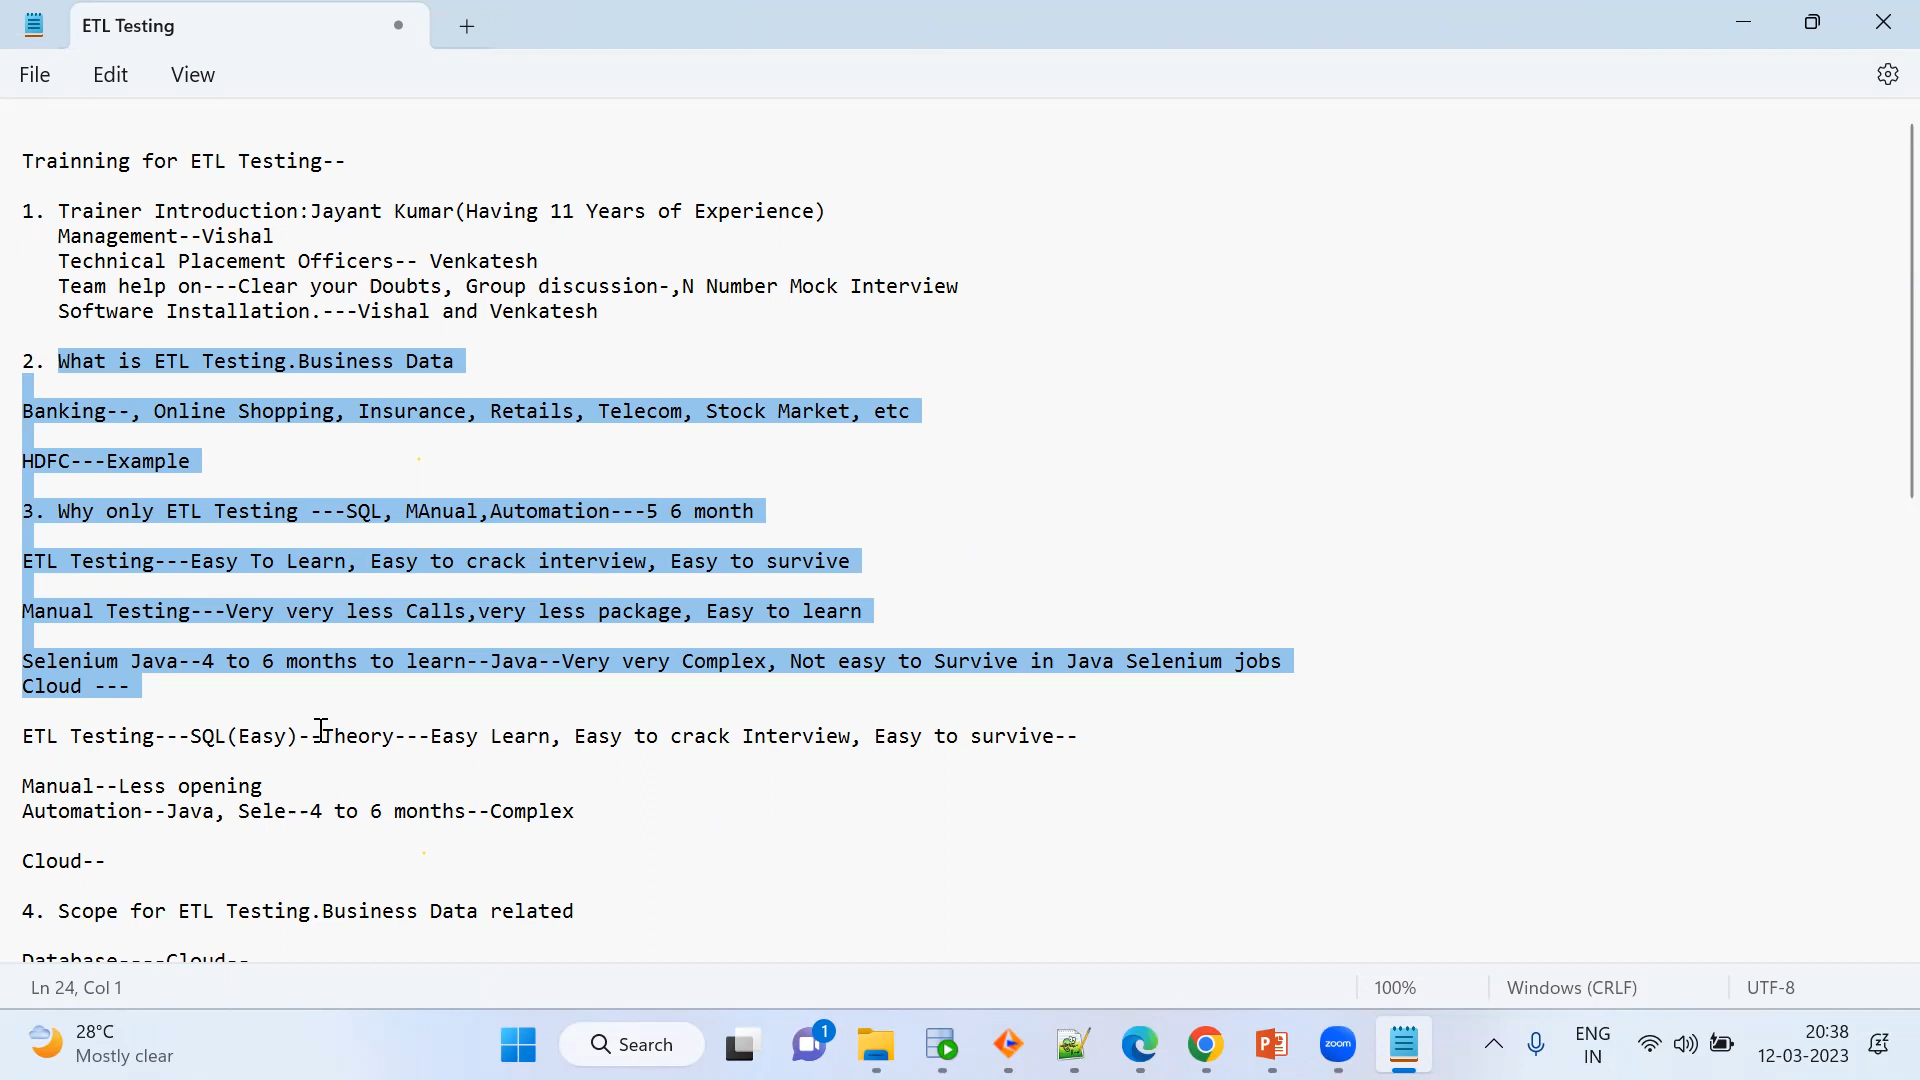 ETL Testing
File Edit View
Trainning for ETL Testing--
1. Trainer Introduction:Jayant Kumar(Having 11 Years of Experience)
Management--Vishal
Technical Placement Officers-- Venkatesh
Team help on---Clear your Doubts, Group discussion-,N Number Mock Interview
Software Installation.---Vishal and Venkatesh
2. What is ETL Testing.Business Data
Banking--, Online Shopping, Insurance, Retails, Telecom, Stock Market, etc
HDFC---Example
3. Why only ETL Testing ---SQL, MAnual,Automation---5 6 month
ETL Testing---Easy To Learn, Easy to crack interview, Easy to survive
Manual Testing---Very very less Calls,very less package, Easy to learn
Selenium Java--4 to 6 months to learn--Java--Very very Complex, Not easy to Survive in Java Selenium jobs
Cloud ---
ETL Testing---SQL(Easy)--Theory---Easy Learn, Easy to crack Interview, Easy to survive--
Manual--Less opening
Automation--Java, Sele--4 to 6 months--Complex
Cloud--
4. Scope for ETL Testing.Business Data related
Database----Cloud--
Ln 24, Col 1 100% Windows (CRLF) UTF-8
28°C
Mostly clear
Search
1
zoom
ENG
IN
20:38
12-03-2023